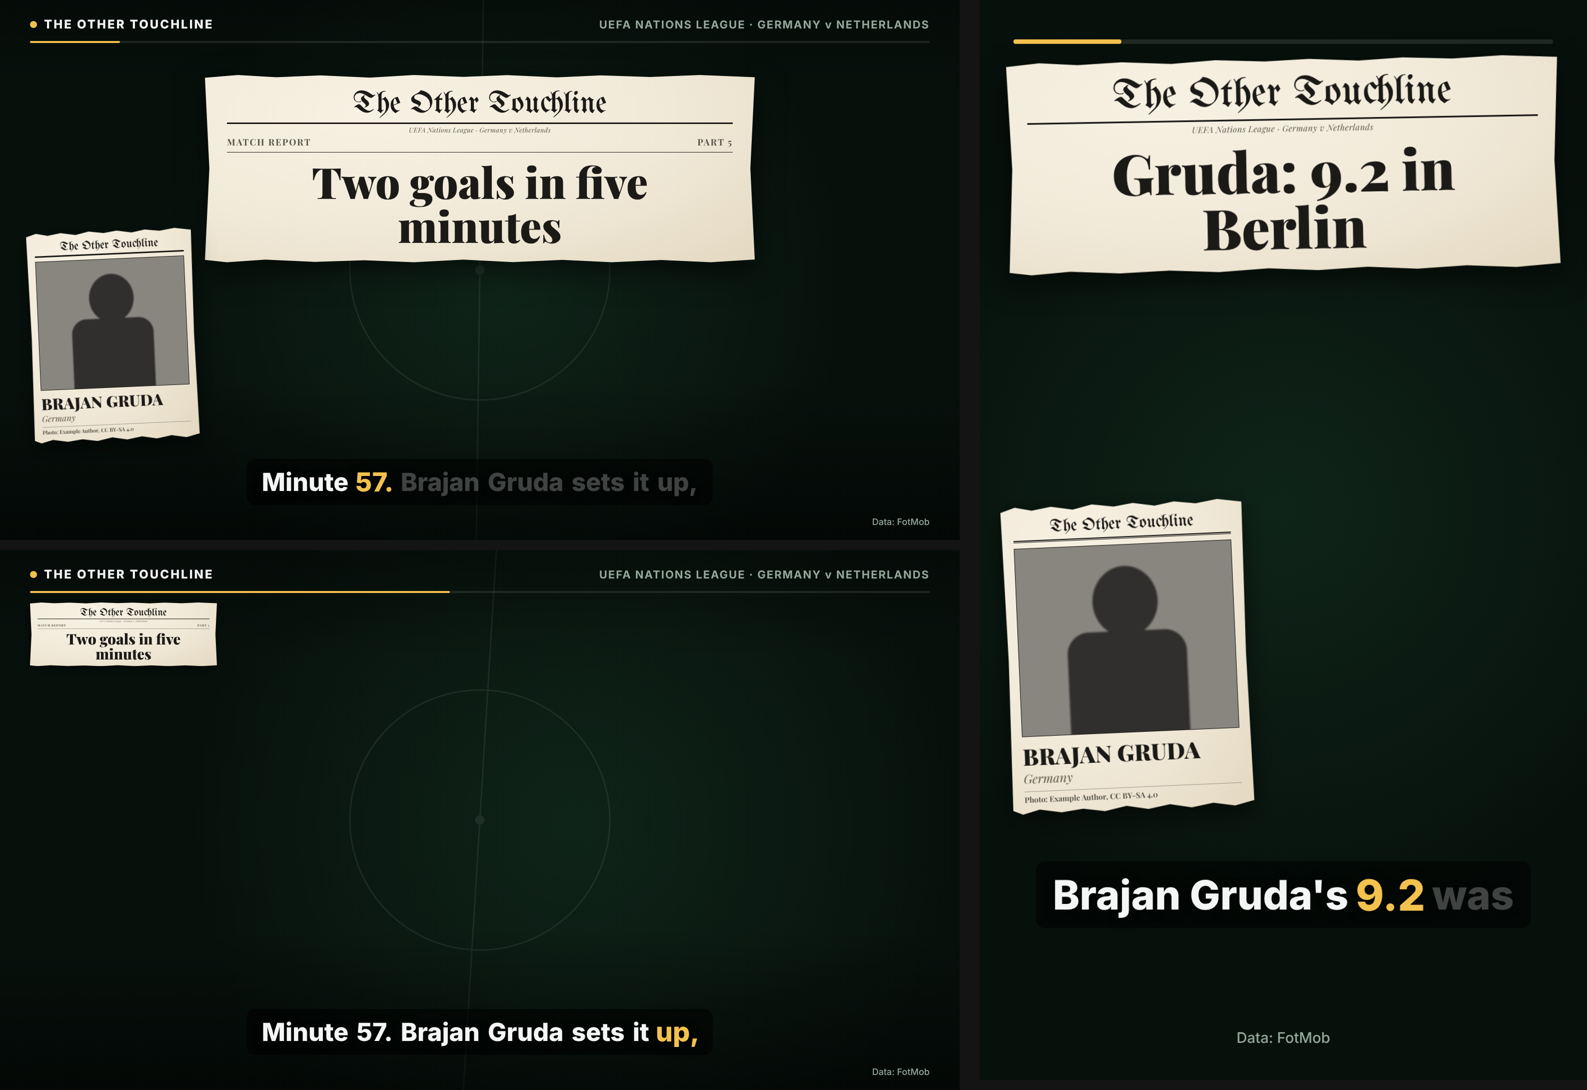 THE OTHER TOUCHLINE
UEFA NATIONS LEAGUE · GERMANY v NETHERLANDS
The Other Touchline
UEFA Nations League · Germany v Netherlands
MATCH REPORT
PART 5
Two goals in five
minutes
The Other Touchline
BRAJAN GRUDA
Germany
Photo: Example Author, CC BY-SA 4.0
Minute 57. Brajan Gruda sets it up,
Data: FotMob
THE OTHER TOUCHLINE
UEFA NATIONS LEAGUE · GERMANY v NETHERLANDS
The Other Touchline
MATCH REPORT
PART 5
Two goals in five
minutes
Minute 57. Brajan Gruda sets it up,
Data: FotMob
The Other Touchline
UEFA Nations League · Germany v Netherlands
Gruda: 9.2 in
Berlin
The Other Touchline
BRAJAN GRUDA
Germany
Photo: Example Author, CC BY-SA 4.0
Brajan Gruda's 9.2 was
Data: FotMob